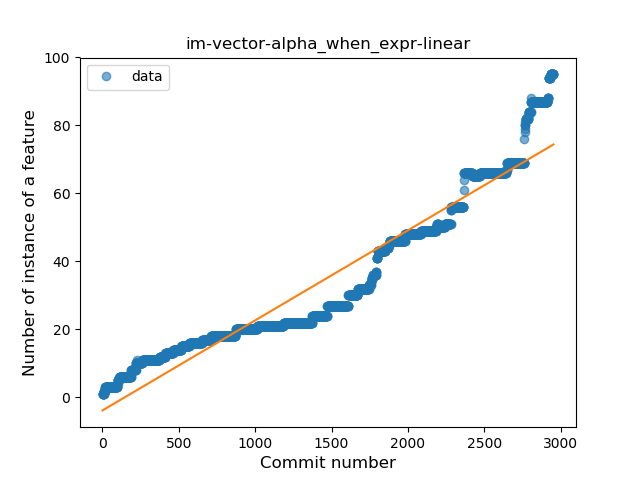 im-vector-alpha_when_expr-linear
data
Number of instance of a feature
100
80
60
40
20
0
0 500 1000 1500 2000 2500 3000
Commit number